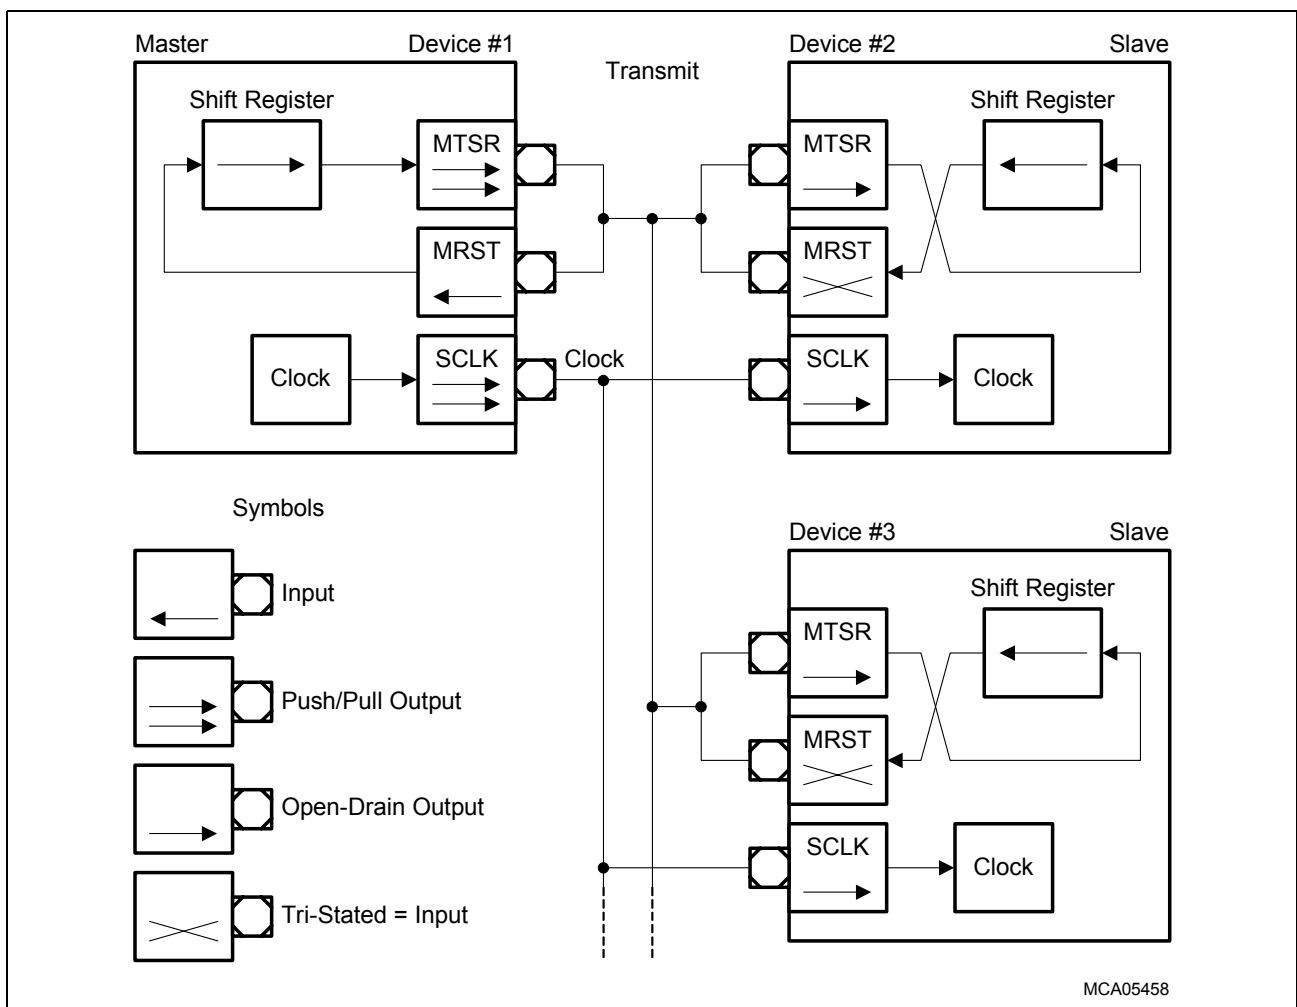 Master
Device #1
Transmit
Device #2
Slave
Shift Register
MTSR
MRST
Clock
SCLK
Clock
MTSR
Shift Register
MRST
SCLK
Clock
Symbols
Input
Push/Pull Output
Open-Drain Output
Tri-Stated = Input
Device #3
Slave
MTSR
Shift Register
MRST
SCLK
Clock
MCA05458